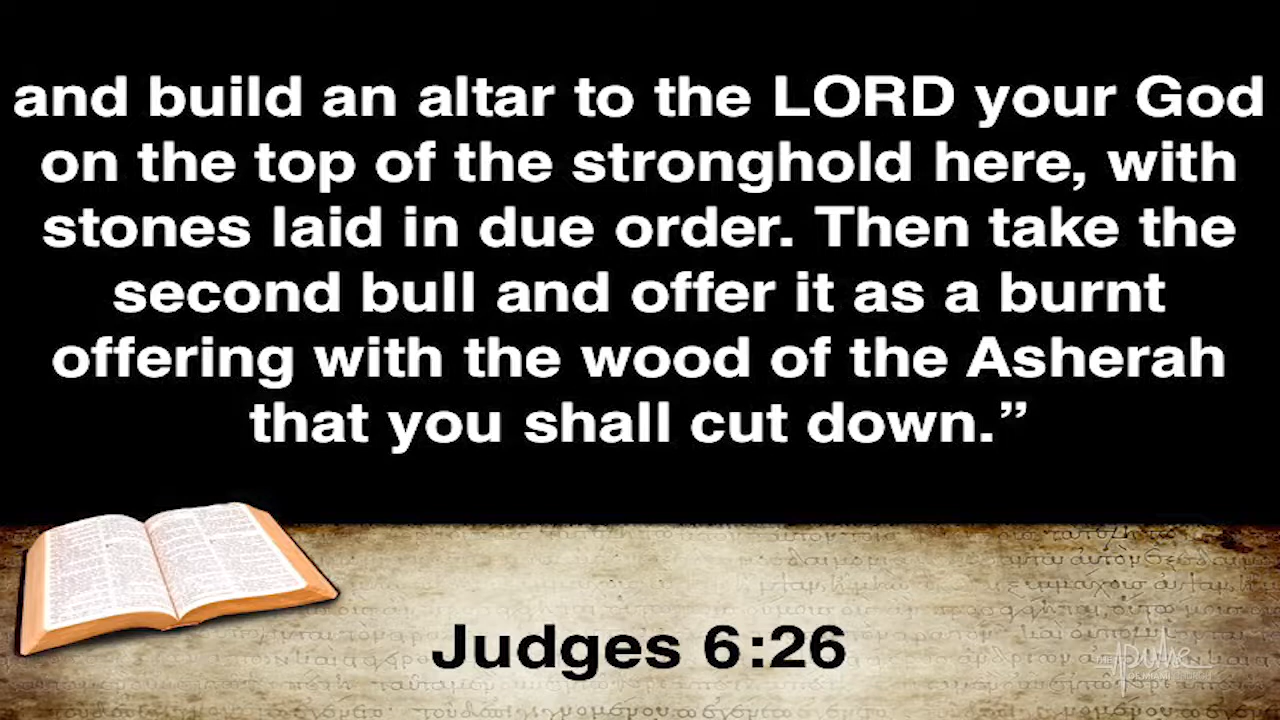 and build an altar to the LORD your God
on the top of the stronghold here, with
stones laid in due order. Then take the
second bull and offer it as a burnt
offering with the wood of the Asherah
that you shall cut down.”
Judges 6:26